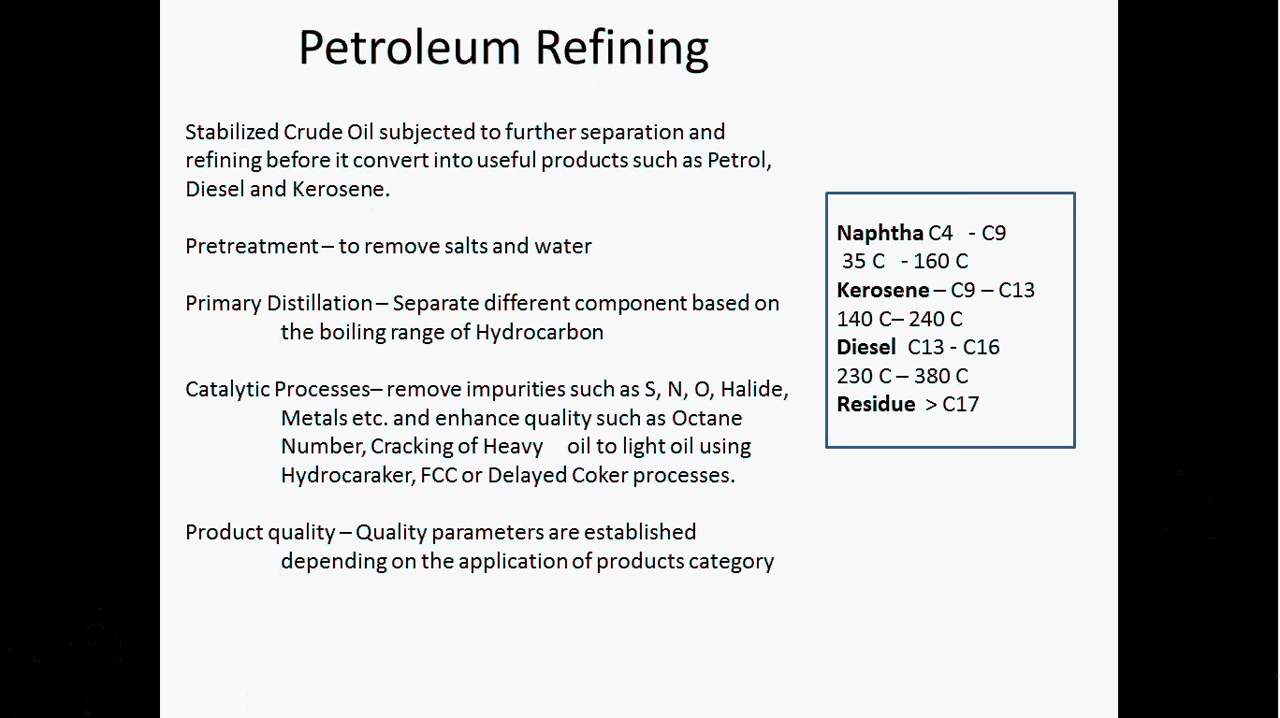 Petroleum Refining
Stabilized Crude Oil subjected to further separation and
refining before it convert into useful products such as Petrol,
Diesel and Kerosene.
Pretreatment – to remove salts and water
Primary Distillation – Separate different component based on
the boiling range of Hydrocarbon
Catalytic Processes– remove impurities such as S, N, O, Halide,
Metals etc. and enhance quality such as Octane
Number, Cracking of Heavy oil to light oil using
Hydrocaraker, FCC or Delayed Coker processes.
Product quality – Quality parameters are established
depending on the application of products category
Naphtha C4 - C9
35 C - 160 C
Kerosene – C9 – C13
140 C– 240 C
Diesel C13 - C16
230 C – 380 C
Residue > C17